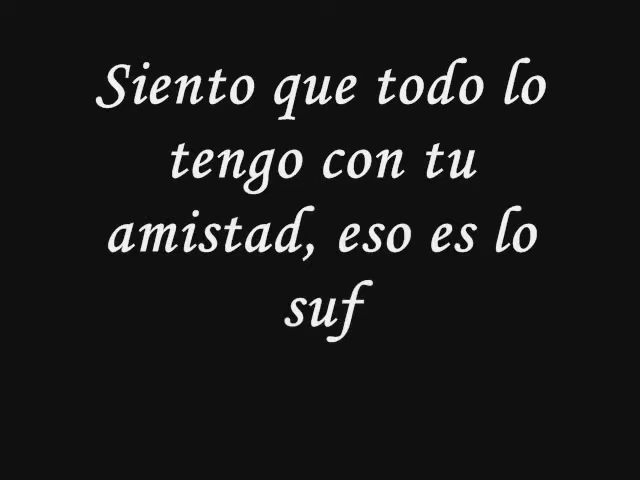 Siento que todo lo
tengo con tu
amistad, eso es lo
suf